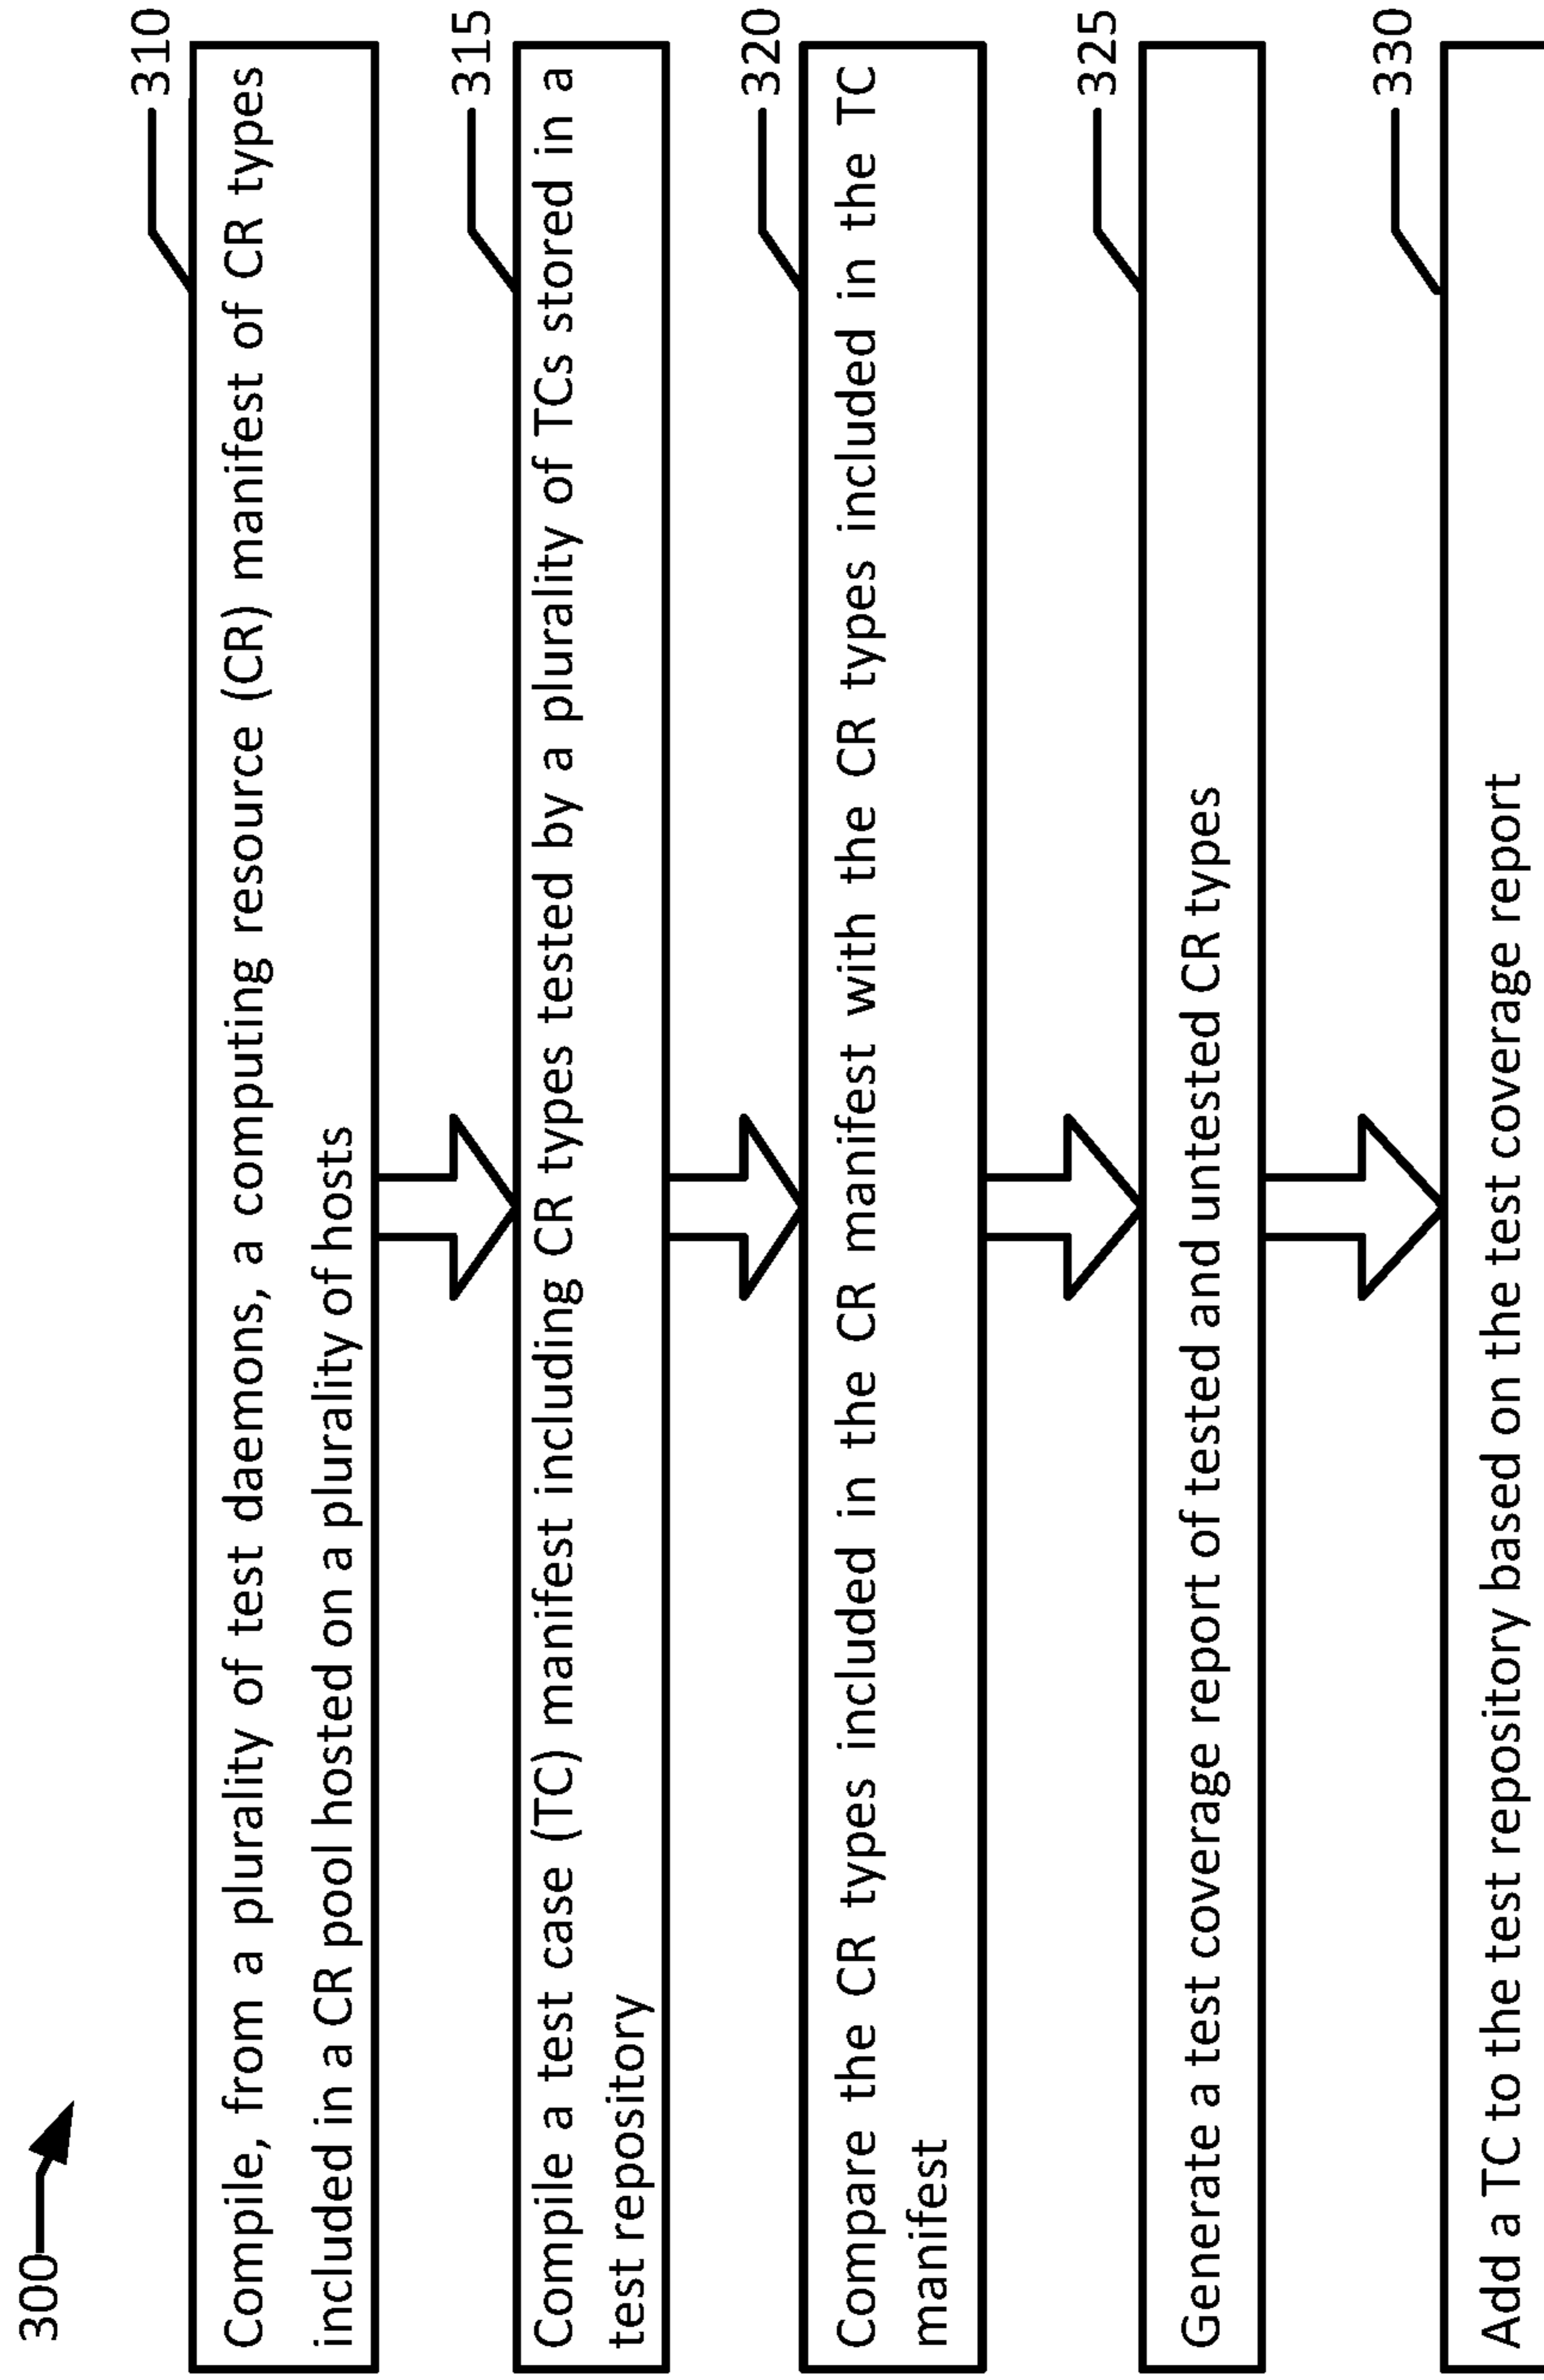 300
310
Compile, from a plurality of test daemons, a computing resource (CR) manifest of CR types
included in a CR pool hosted on a plurality of hosts
315
Compile a test case (TC) manifest including CR types tested by a plurality of TCs stored in a
test repository
320
Compare the CR types included in the CR manifest with the CR types included in the TC
manifest
325
Generate a test coverage report of tested and untested CR types
330
Add a TC to the test repository based on the test coverage report